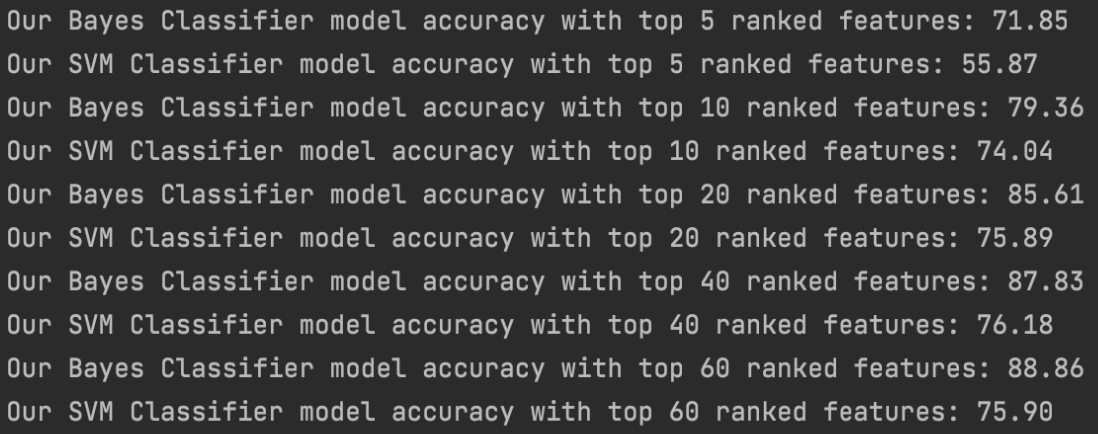 Our Bayes Classifier model accuracy with top 5 ranked features: 71.85
Our SVM Classifier model accuracy with top 5 ranked features: 55.87
Our Bayes Classifier model accuracy with top 10 ranked features: 79.36
Our SVM Classifier model accuracy with top 10 ranked features: 74.04
Our Bayes Classifier model accuracy with top 20 ranked features: 85.61
Our SVM Classifier model accuracy with top 20 ranked features: 75.89
Our Bayes Classifier model accuracy with top 40 ranked features: 87.83
Our SVM Classifier model accuracy with top 40 ranked features: 76.18
Our Bayes Classifier model accuracy with top 60 ranked features: 88.86
Our SVM Classifier model accuracy with top 60 ranked features: 75.90